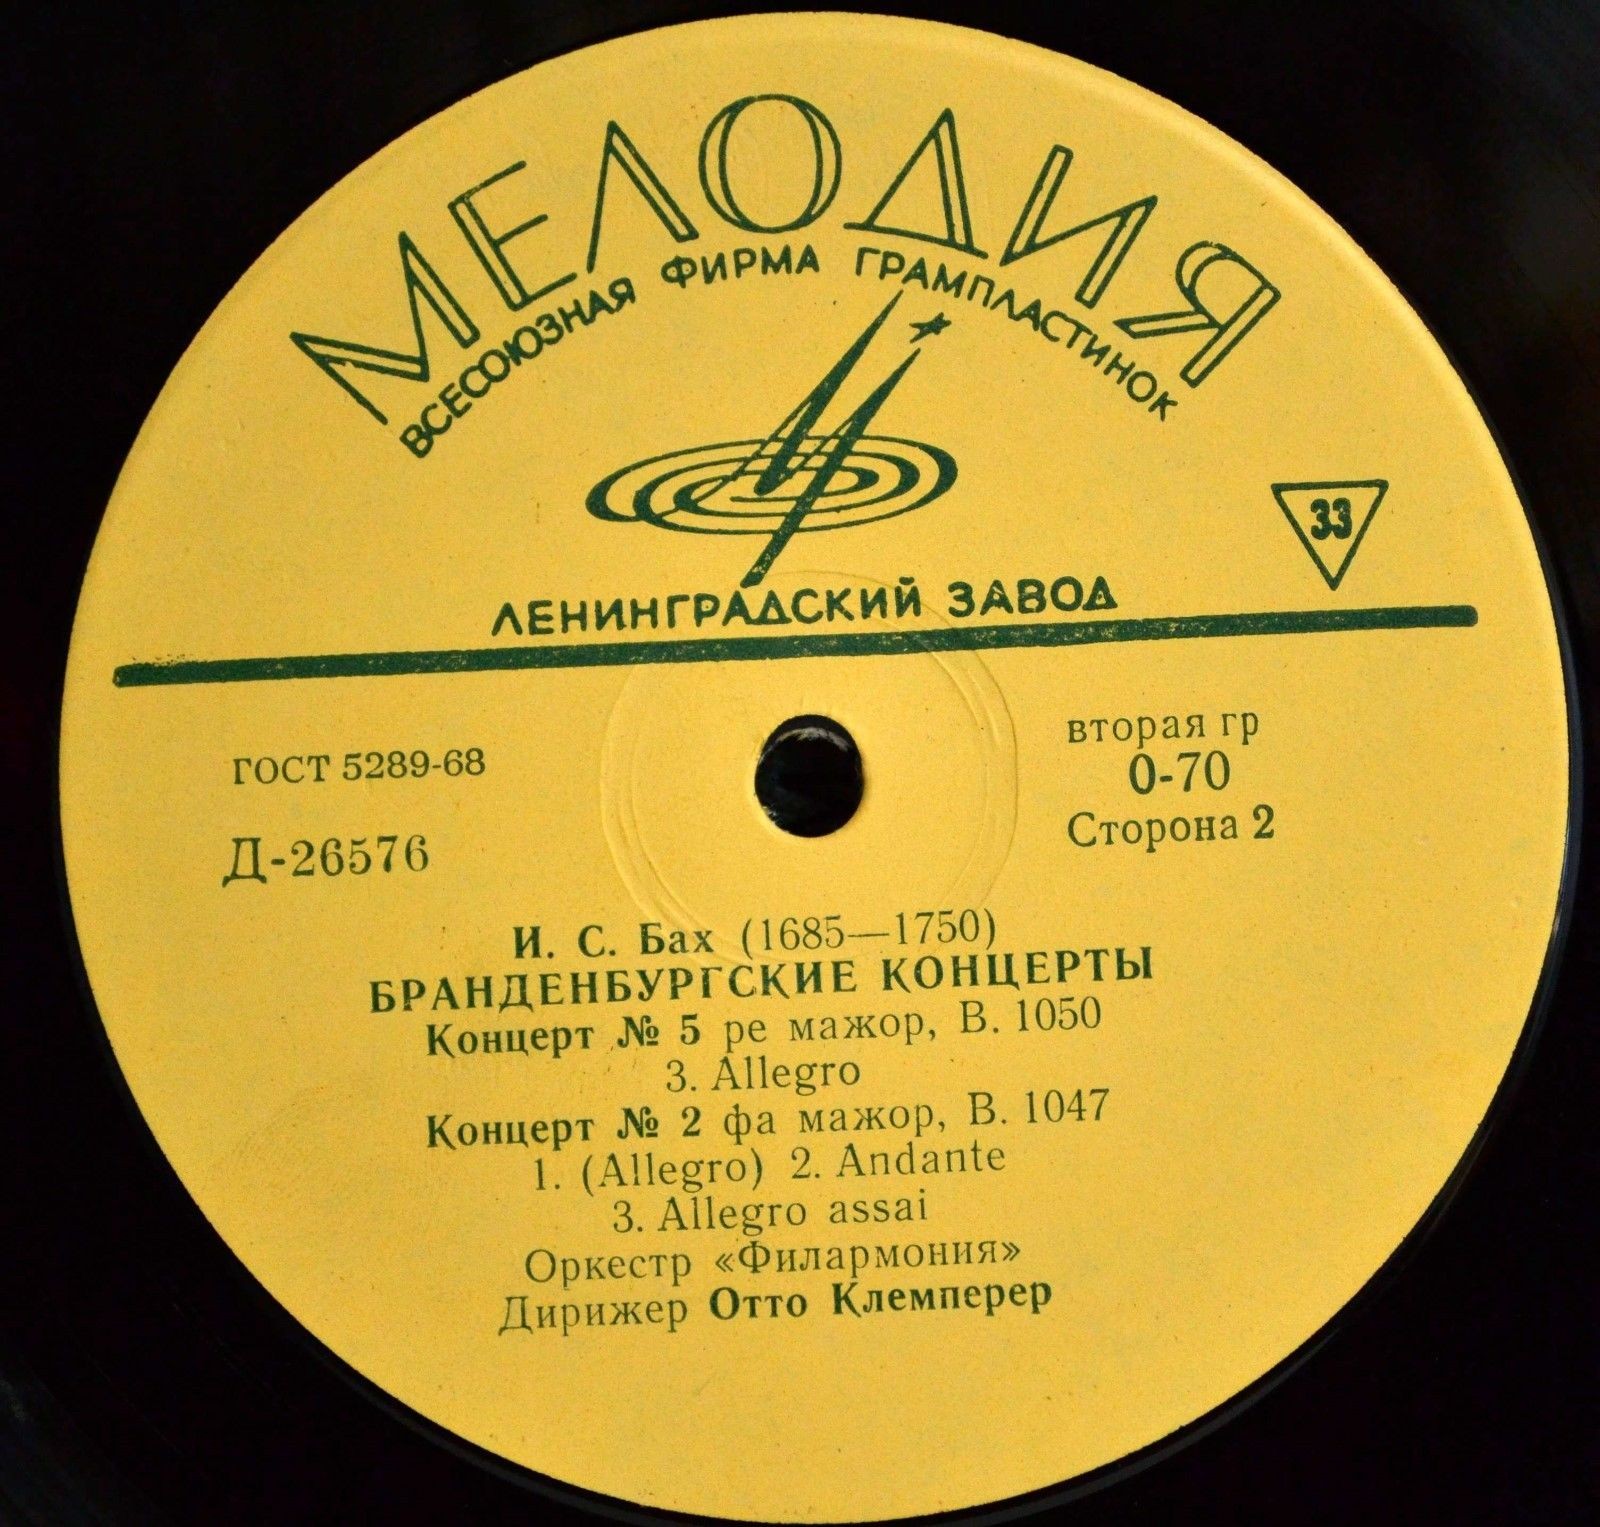 МЕЛОДИЯ
ВСЕСОЮЗНАЯ ФИРМА ГРАМПЛАСТИНОК
33
ЛЕНИНГРАДСКИЙ ЗАВОД
ГОСТ 5289-68
Д-26576
вторая гр
0-70
Сторона 2
И. С. Бах (1685—1750)
БРАНДЕНБУРГСКИЕ КОНЦЕРТЫ
Концерт № 5 ре мажор, В. 1050
3. Allegro
Концерт № 2 фа мажор, В. 1047
1. (Allegro) 2. Andante
3. Allegro assai
Оркестр «Филармония»
Дирижер Отто Клемперер